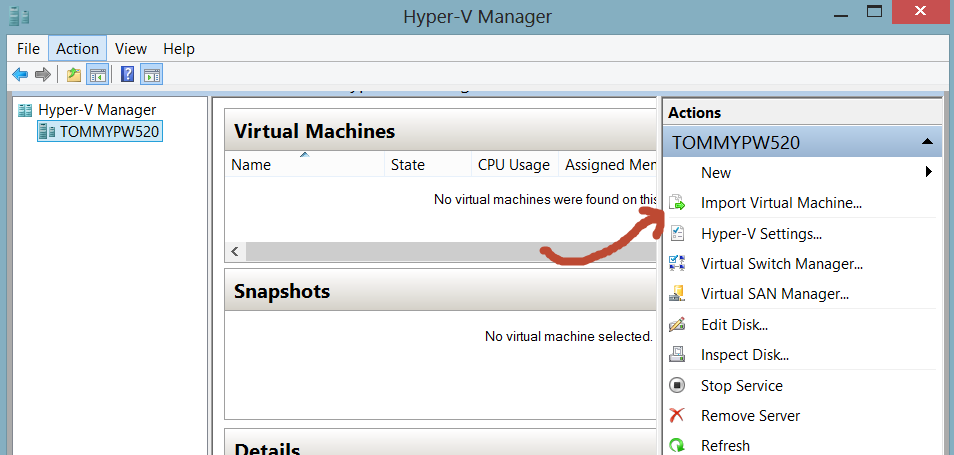 Hyper-V Manager
File Action View Help
Hyper-V Manager
TOMMYPW520
Virtual Machines
Name State CPU Usage Assigned Mem
No virtual machines were found on this
Snapshots
No virtual machine selected.
Details
Actions
TOMMYPW520
New
Import Virtual Machine...
Hyper-V Settings...
Virtual Switch Manager...
Virtual SAN Manager...
Edit Disk...
Inspect Disk...
Stop Service
Remove Server
Refresh